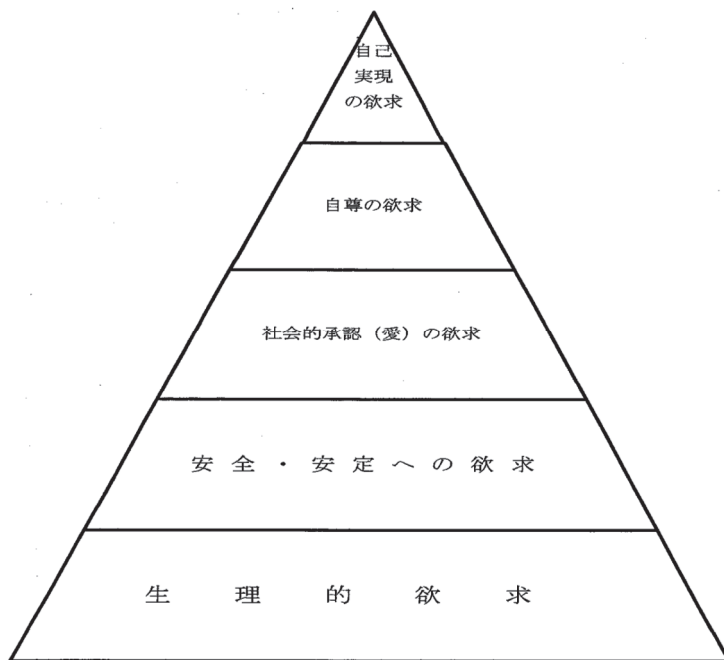 自己
実現
の欲求
自尊の欲求
社会的承認（愛）の欲求
安全・安定への欲求
生理的欲求